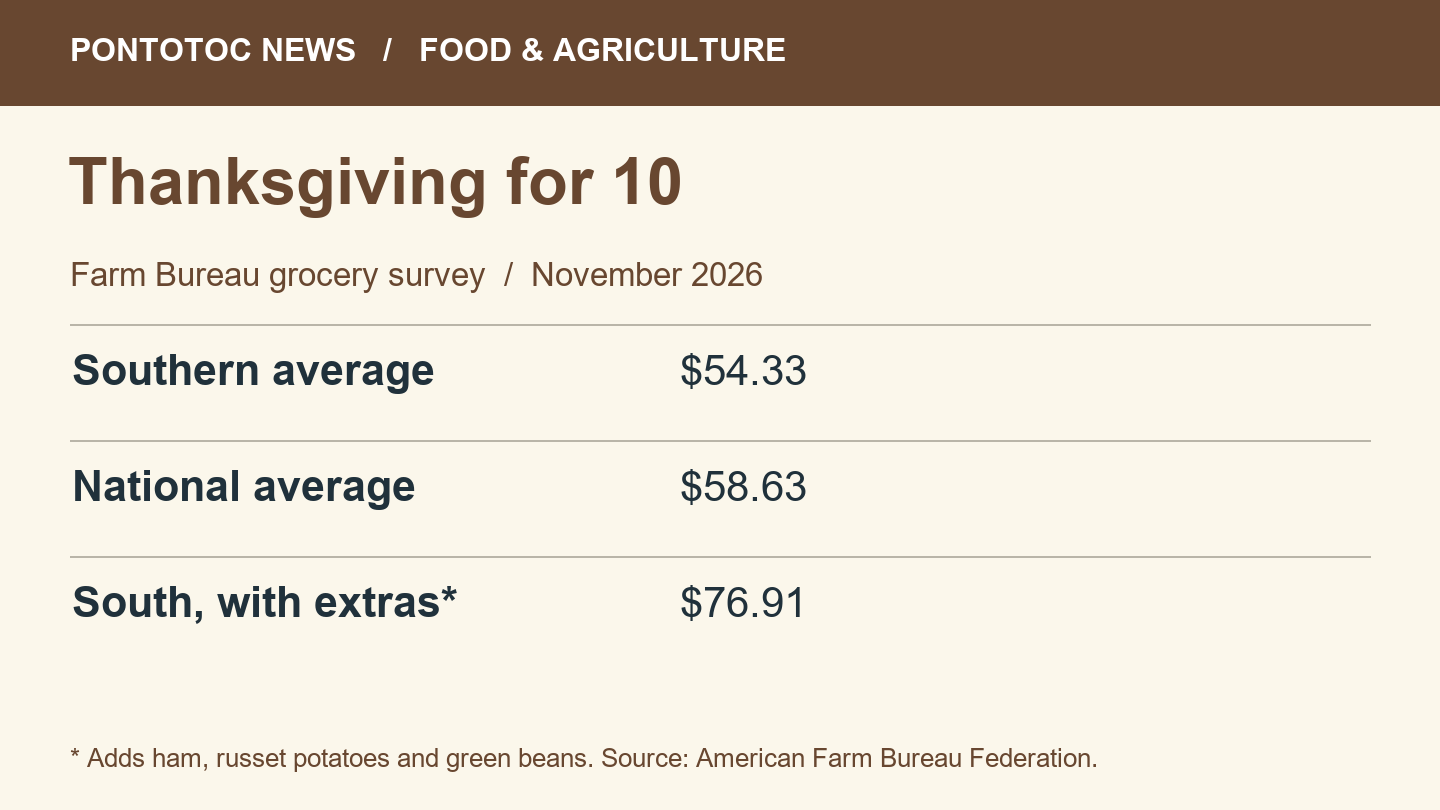 PONTOTOC NEWS / FOOD & AGRICULTURE
Thanksgiving for 10
Farm Bureau grocery survey / November 2026
Southern average $54.33
National average $58.63
South, with extras* $76.91
* Adds ham, russet potatoes and green beans. Source: American Farm Bureau Federation.